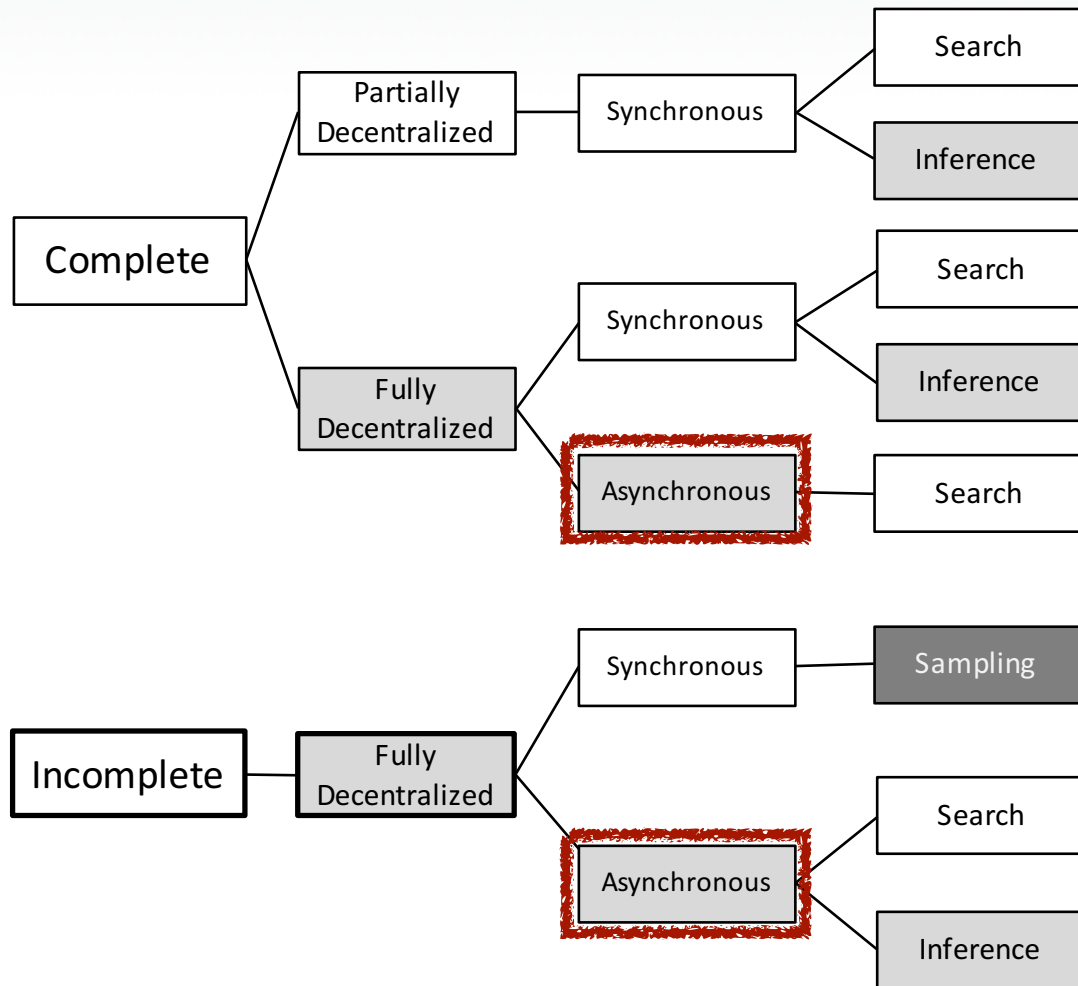 Search
Partially
Decentralized
Synchronous
Inference
Complete
Search
Synchronous
Inference
Fully
Decentralized
Asynchronous
Search
Synchronous
Sampling
Incomplete
Fully
Decentralized
Search
Asynchronous
Inference